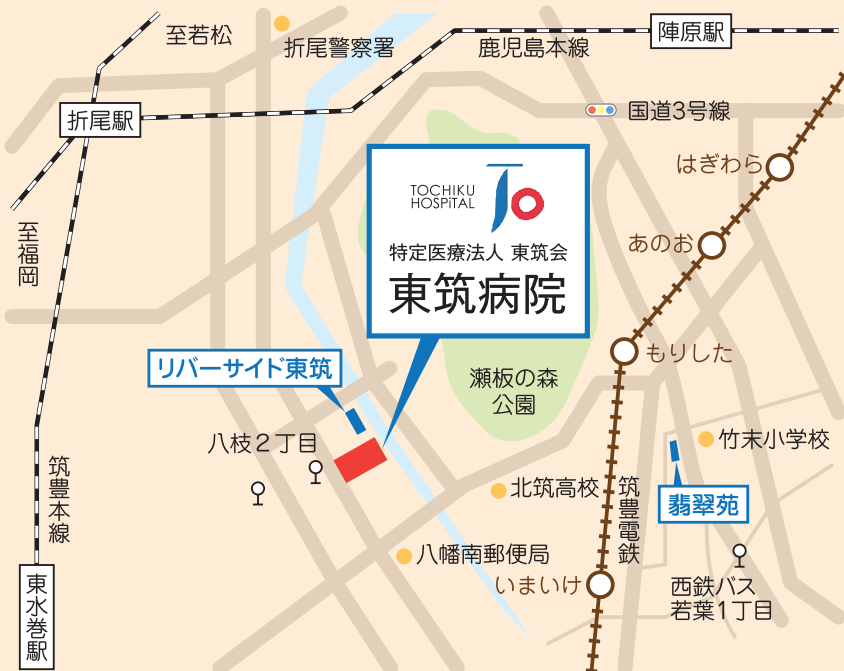 至若松
折尾警察署
鹿児島本線
陣原駅
折尾駅
国道3号線
はぎわら
TOCHIKU
HOSPiTAL
特定医療法人 東筑会
東筑病院
あのお
至福岡
もりした
リバーサイド東筑
瀬板の森
公園
八枝2丁目
竹末小学校
筑豊本線
北筑高校
筑豊電鉄
翡翠苑
八幡南郵便局
いまいけ
西鉄バス
若葉1丁目
東水巻駅